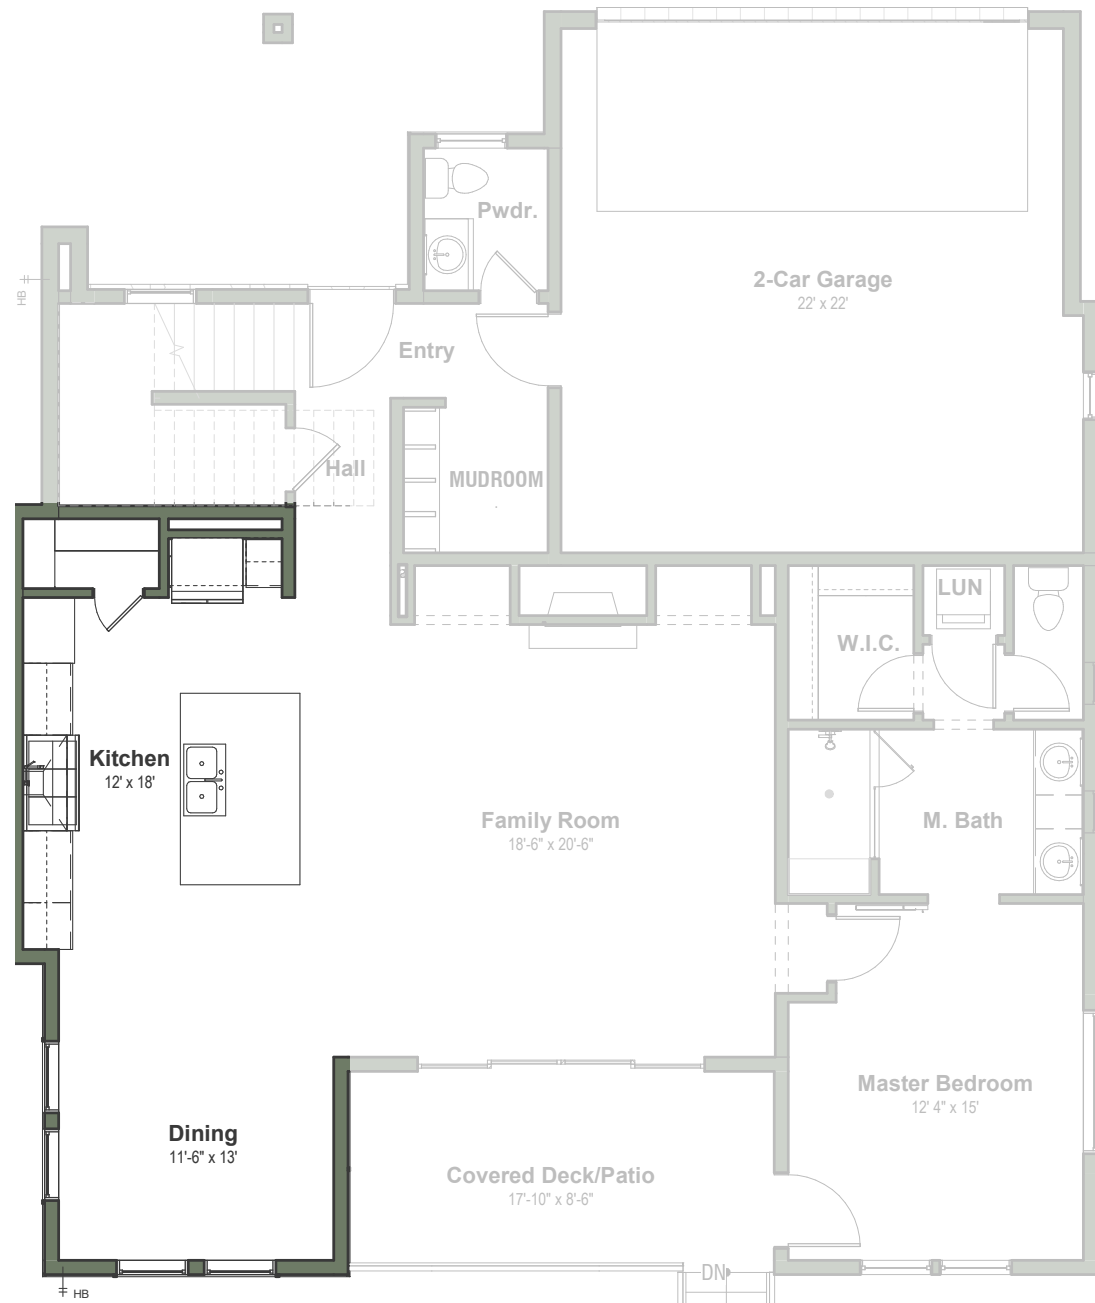 Pwdr.
2-Car Garage
22' x 22'
HB
Entry
Hall
MUDROOM
LUN
W.I.C.
Kitchen
12' x 18'
Family Room
18'-6" x 20'-6"
M. Bath
Master Bedroom
12' 4" x 15'
Dining
11'-6" x 13'
Covered Deck/Patio
17'-10" x 8'-6"
DN
HB